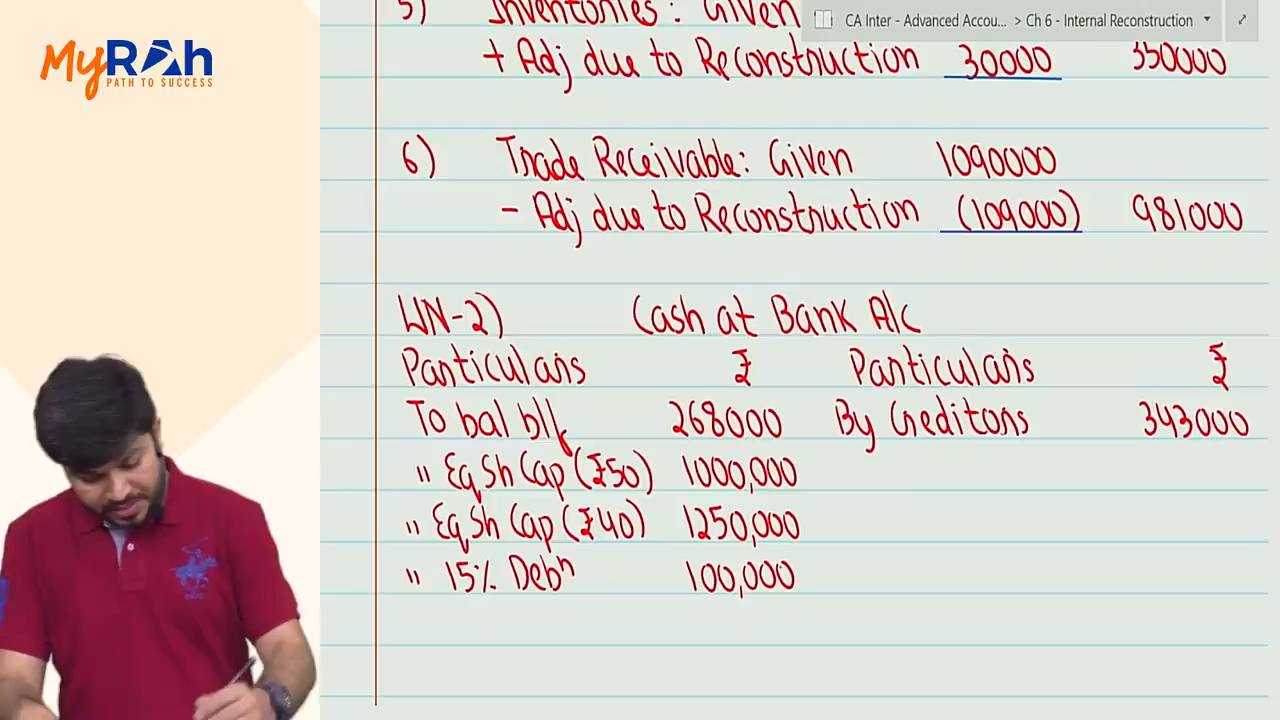 MyRAh
PATH TO SUCCESS
CA Inter - Advanced Accou... > Ch 6 - Internal Reconstruction
5) Inventories: Given
+ Adj due to Reconstruction 30000 350000
6) Trade Receivable: Given 1090000
- Adj due to Reconstruction (109000) 981000
WN-2) Cash at Bank A/c
Particulars ₹ Particulars ₹
To bal b/f 268000 By Creditors 343000
" Eq Sh Cap (₹50) 1000,000
" Eq Sh Cap (₹40) 1250,000
" 15% Debⁿ 100,000